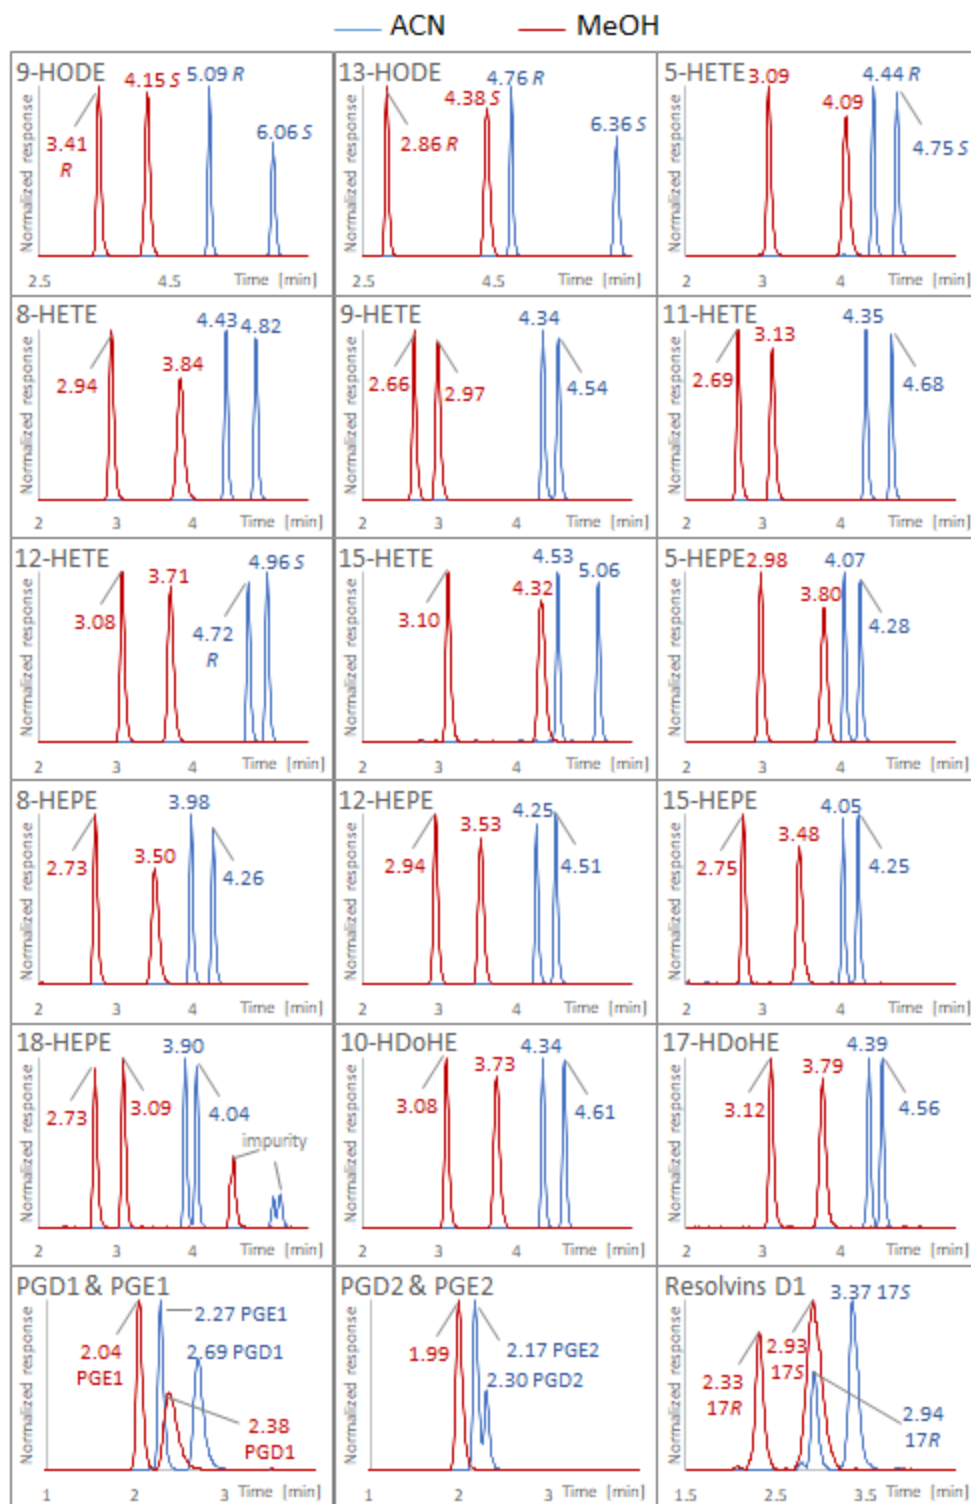 ACN MeOH
9-HODE 4.15 S 5.09 R
3.41
R
6.06 S
Normalized response
2.5 4.5 Time [min]
13-HODE 4.76 R
4.38 S
2.86 R
6.36 S
Normalized response
2.5 4.5 Time [min]
5-HETE 3.09 4.44 R
4.09
4.75 S
Normalized response
2 3 4 Time [min]
8-HETE 4.43 4.82
3.84
2.94
Normalized response
2 3 4 Time [min]
9-HETE 4.34
2.66 2.97 4.54
Normalized response
2 3 4 Time [min]
11-HETE 4.35
3.13
2.69 4.68
Normalized response
2 3 4 Time [min]
12-HETE 4.96 S
3.71
3.08 4.72
R
Normalized response
2 3 4 Time [min]
15-HETE 4.53
5.06
4.32
3.10
Normalized response
2 3 4 Time [min]
5-HEPE 2.98 4.07
3.80
4.28
Normalized response
2 3 4 Time [min]
8-HEPE 3.98
3.50
2.73 4.26
Normalized response
2 3 4 Time [min]
12-HEPE 4.25
3.53
2.94 4.51
Normalized response
2 3 4 Time [min]
15-HEPE 4.05
3.48
2.75 4.25
Normalized response
2 3 4 Time [min]
18-HEPE 3.90
2.73 3.09 4.04
impurity
Normalized response
2 3 4 Time [min]
10-HDoHE 4.34
3.73
3.08 4.61
Normalized response
2 3 4 Time [min]
17-HDoHE 4.39
3.79
3.12 4.56
Normalized response
1.5 2.5 4 Time [min]
PGD1 & PGE1
2.27 PGE1
2.04
PGE1
2.69 PGD1
2.38
PGD1
Normalized response
1 2 3 Time [min]
PGD2 & PGE2
1.99 2.17 PGE2
2.30 PGD2
Normalized response
1 2 3 Time [min]
Resolvins D1
3.37 17S
2.93
17S
2.33
17R
2.94
17R
Normalized response
1.5 2.5 3.5 Time [min]